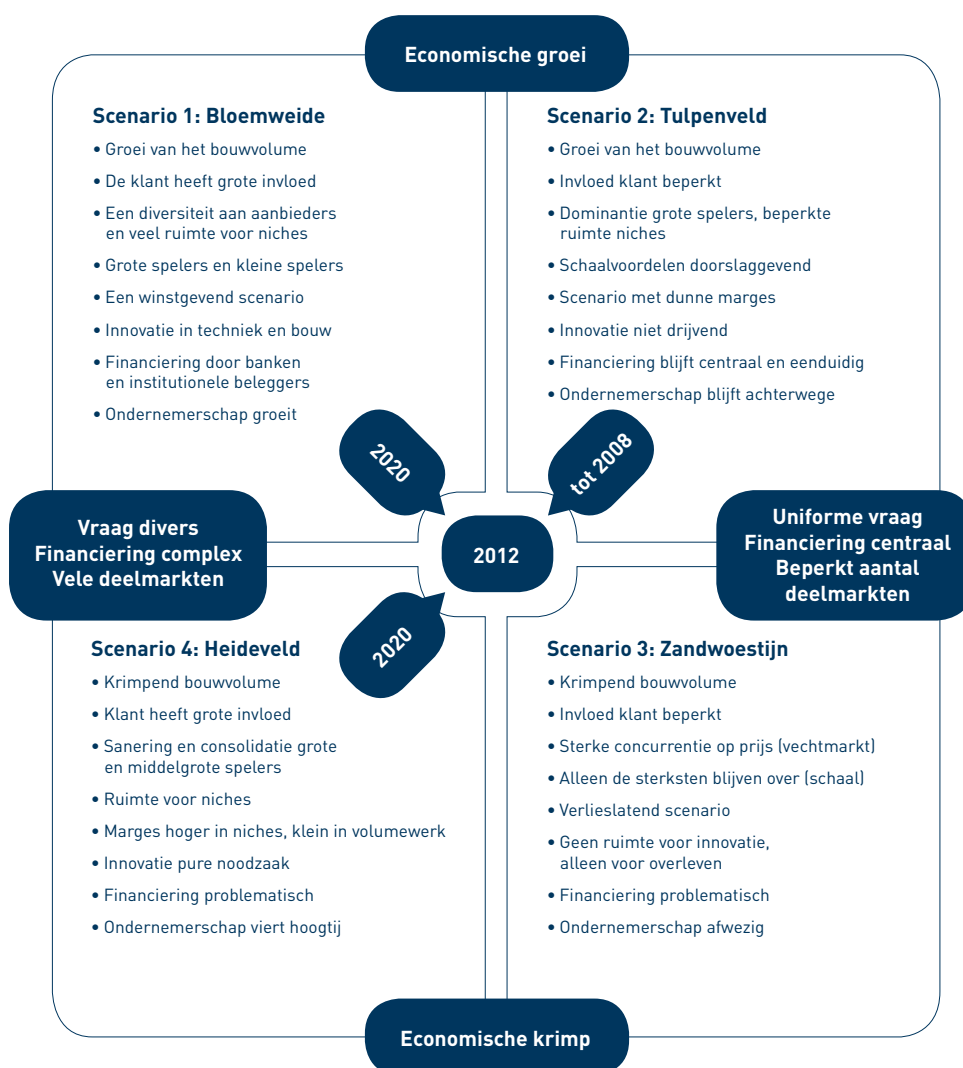 Economische groei
Scenario 1: Bloemweide
• Groei van het bouwvolume
• De klant heeft grote invloed
• Een diversiteit aan aanbieders
en veel ruimte voor niches
• Grote spelers en kleine spelers
• Een winstgevend scenario
• Innovatie in techniek en bouw
• Financiering door banken
en institutionele beleggers
• Ondernemerschap groeit
Scenario 2: Tulpenveld
• Groei van het bouwvolume
• Invloed klant beperkt
• Dominantie grote spelers, beperkte
ruimte niches
• Schaalvoordelen doorslaggevend
• Scenario met dunne marges
• Innovatie niet drijvend
• Financiering blijft centraal en eenduidig
• Ondernemerschap blijft achterwege
2020
tot 2008
Vraag divers
Financiering complex
Vele deelmarkten
2012
Uniforme vraag
Financiering centraal
Beperkt aantal
deelmarkten
2020
Scenario 4: Heideveld
• Krimpend bouwvolume
• Klant heeft grote invloed
• Sanering en consolidatie grote
en middelgrote spelers
• Ruimte voor niches
• Marges hoger in niches, klein in volumewerk
• Innovatie pure noodzaak
• Financiering problematisch
• Ondernemerschap viert hoogtij
Scenario 3: Zandwoestijn
• Krimpend bouwvolume
• Invloed klant beperkt
• Sterke concurrentie op prijs (vechtmarkt)
• Alleen de sterksten blijven over (schaal)
• Verlieslatend scenario
• Geen ruimte voor innovatie,
alleen voor overleven
• Financiering problematisch
• Ondernemerschap afwezig
Economische krimp